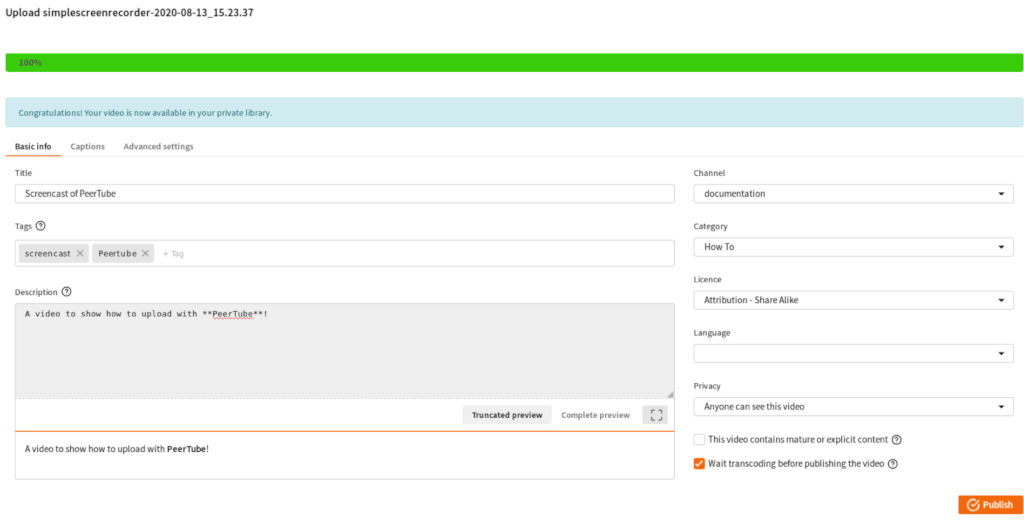 Upload simplescreenrecorder-2020-08-13_15.23.37
100%
Congratulations! Your video is now available in your private library.
Basic info Captions Advanced settings
Title
Screencast of PeerTube
Tags
screencast Peertube + Tag
Description
A video to show how to upload with **PeerTube**!
Truncated preview Complete preview
A video to show how to upload with PeerTube!
Channel
documentation
Category
How To
Licence
Attribution - Share Alike
Language
Privacy
Anyone can see this video
This video contains mature or explicit content
Wait transcoding before publishing the video
Publish